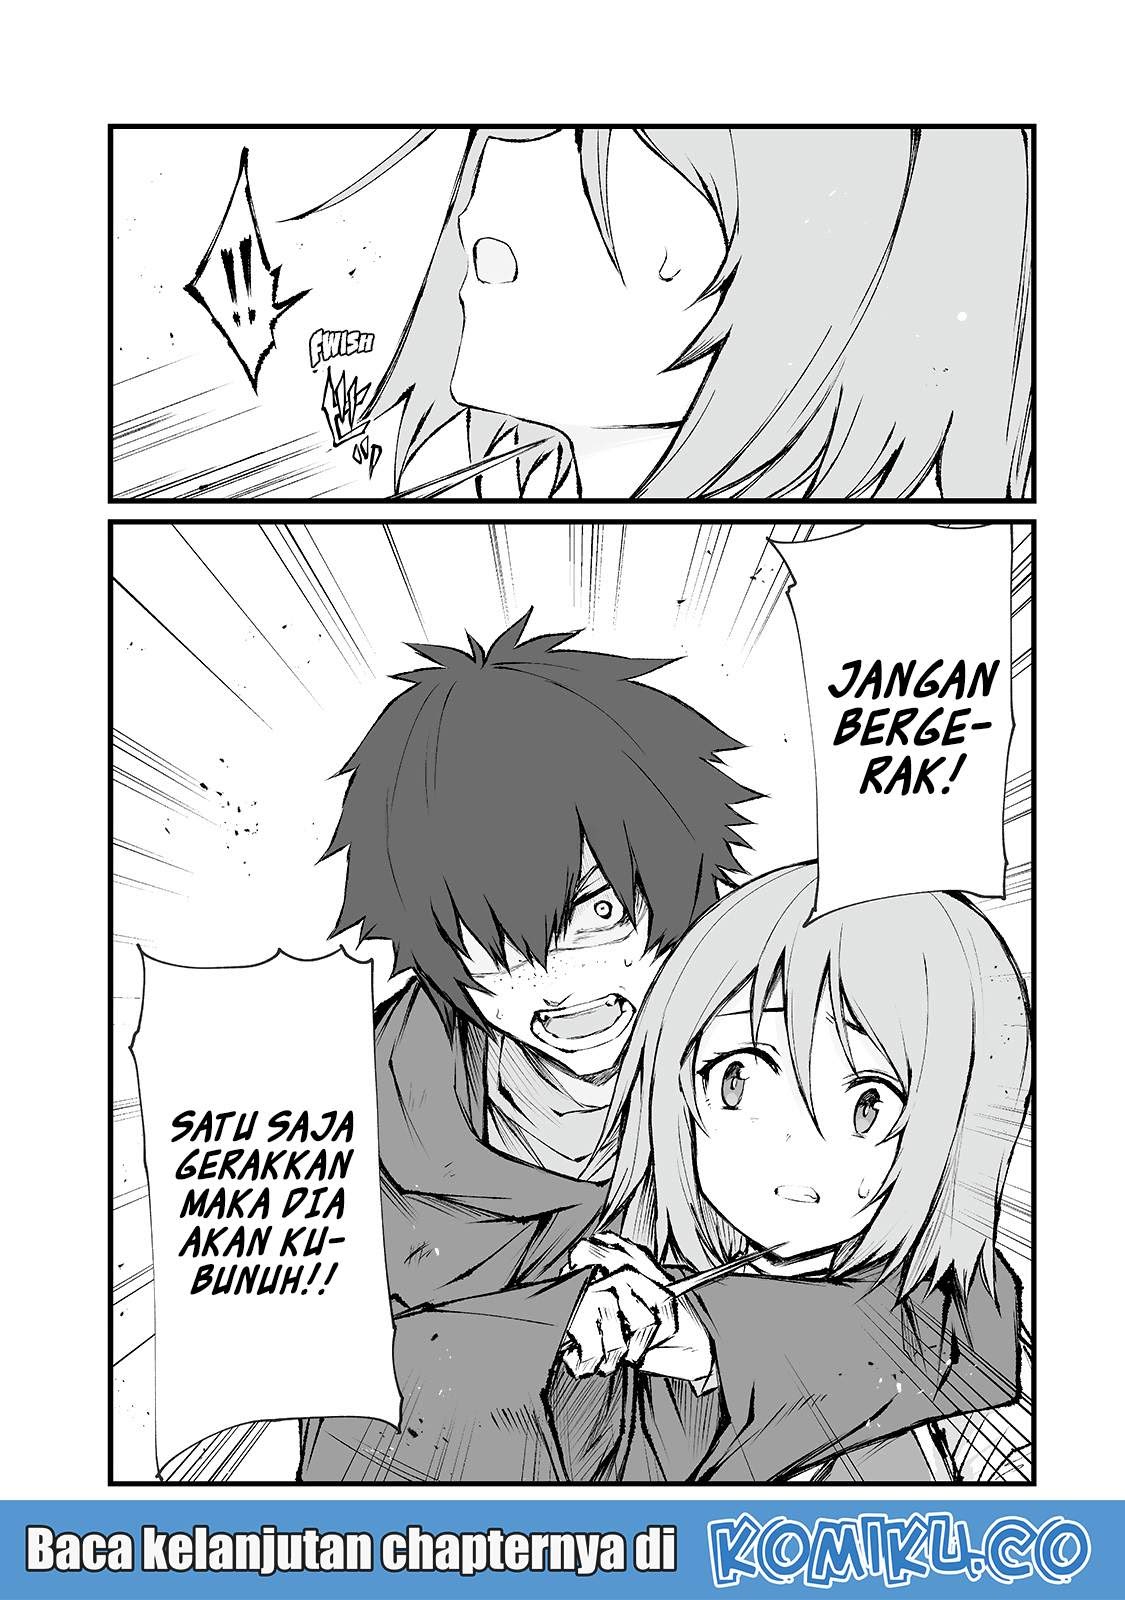 !!
FWISH
JANGAN
BERGE-
RAK!
SATU SAJA
GERAKKAN
MAKA DIA
AKAN KU-
BUNUH!!
Baca kelanjutan chapternya di KOMIKU.CO